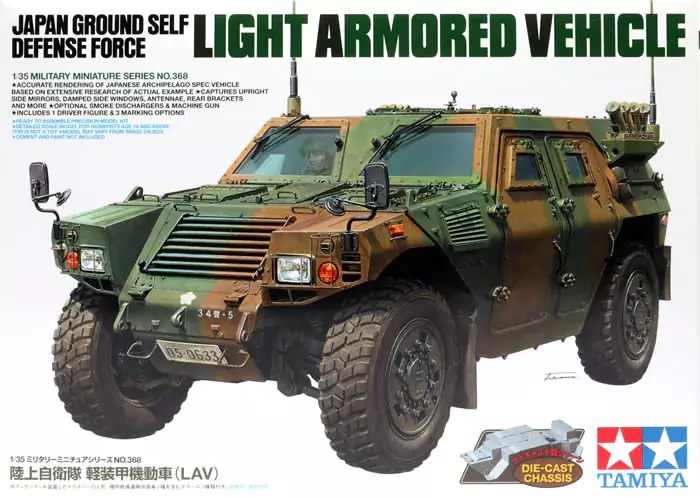 JAPAN GROUND SELF
DEFENSE FORCE
LIGHT ARMORED VEHICLE
1/35 MILITARY MINIATURE SERIES NO.368
★ACCURATE RENDERING OF JAPANESE ARCHIPELAGO SPEC VEHICLE
BASED ON EXTENSIVE RESEARCH OF ACTUAL EXAMPLE ★CAPTURES UPRIGHT
SIDE MIRRORS, DAMPED SIDE WINDOWS, ANTENNAE, REAR BRACKETS
AND MORE ★OPTIONAL SMOKE DISCHARGERS & MACHINE GUN
★INCLUDES 1 DRIVER FIGURE & 3 MARKING OPTIONS
★READY TO ASSEMBLE PRECISION MODEL KIT
★DETAILED SCALE MODEL FOR HOBBYISTS AGE 14 AND ABOVE.
THIS IS NOT A TOY ★MODEL MAY VARY FROM IMAGE ON BOX
★CEMENT AND PAINT NOT INCLUDED
34普・5
05-0633
1/35 ミリタリーミニチュアシリーズ NO.368
陸上自衛隊 軽装甲機動車(LAV)
DIE-CAST
CHASSIS
TAMIYA